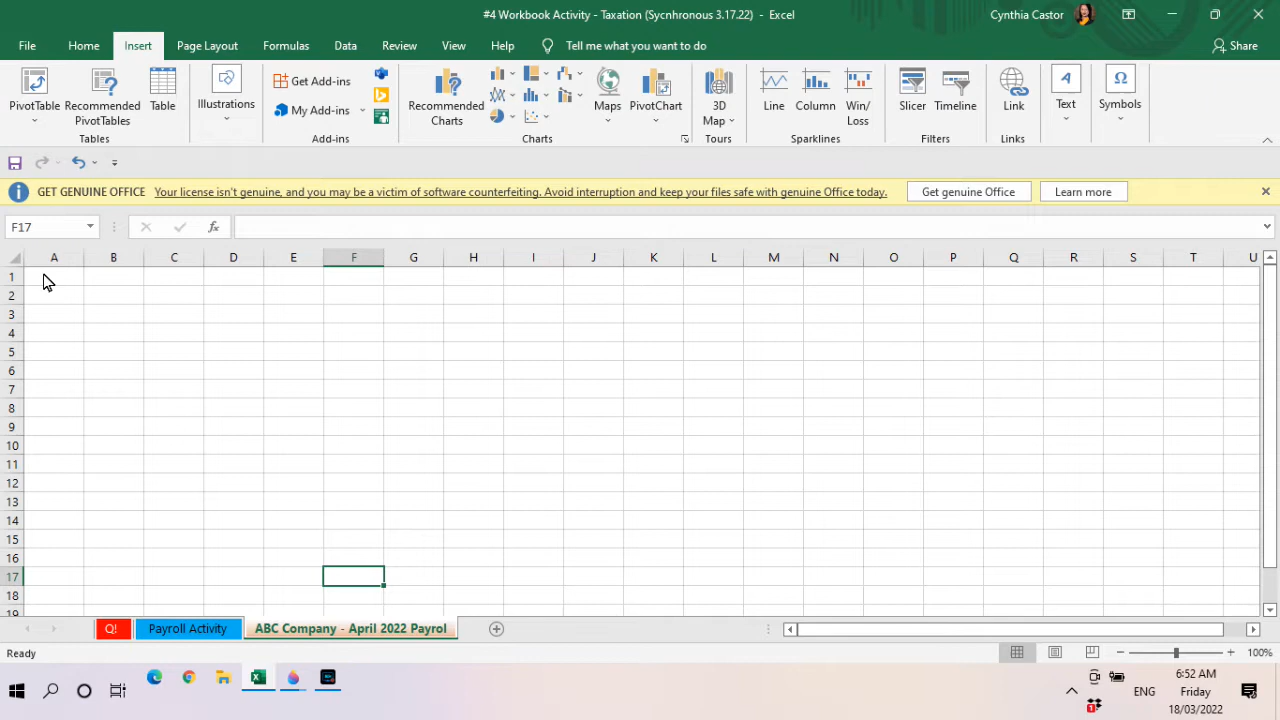 #4 Workbook Activity - Taxation (Sycnhronous 3.17.22) - Excel
Cynthia Castor
File Home Insert Page Layout Formulas Data Review View Help Tell me what you want to do Share
PivotTable Recommended PivotTables Table
Tables
Illustrations
Get Add-ins
My Add-ins
Add-ins
Recommended Charts
Maps PivotChart
Charts
3D Map
Tours
Line Column Win/Loss
Sparklines
Slicer Timeline
Filters
Link
Links
Text
Symbols
GET GENUINE OFFICE Your license isn't genuine, and you may be a victim of software counterfeiting. Avoid interruption and keep your files safe with genuine Office today. Get genuine Office Learn more
F17 fx
A B C D E F G H I J K L M N O P Q R S T U
1
2
3
4
5
6
7
8
9
10
11
12
13
14
15
16
17
18
19
Q! Payroll Activity ABC Company - April 2022 Payrol
Ready 100%
ENG
6:52 AM
Friday
18/03/2022